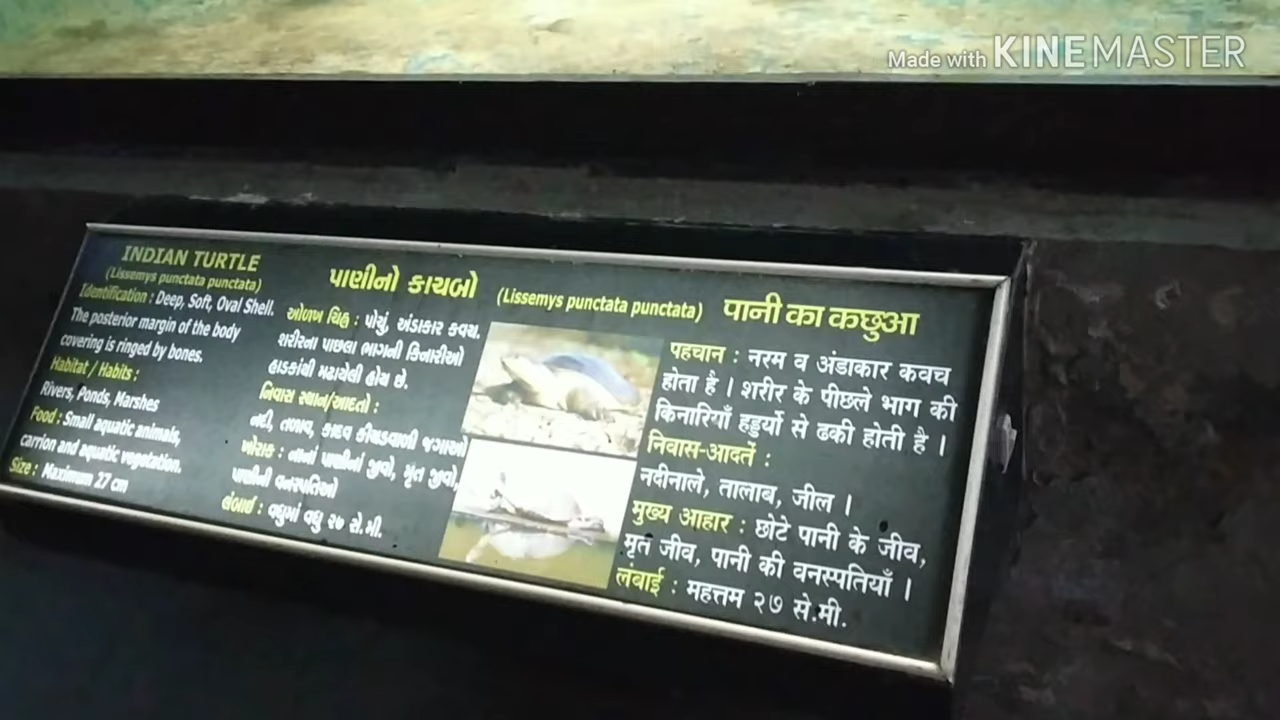 Made with KINEMASTER
INDIAN TURTLE
(Lissemys punctata punctata)
Identification : Deep, Soft, Oval Shell.
The posterior margin of the body
covering is ringed by bones.
Habitat / Habits :
Rivers, Ponds, Marshes
Food : Small aquatic animals,
carrion and aquatic vegetation.
Size : Maximum 27 cm
પાણીનો કાચબો
ઓળખ ચિહ્ન : પોચું, અંડાકાર કવચ.
શરીરના પાછલા ભાગની કિનારીઓ
હાડકાંથી મઢાયેલી હોય છે.
નિવાસ સ્થાન/આદતો :
નદી, તળાવ, કાદવ કીચડવાળી જગાઓ
ખોરાક : નાનાં પાણીનાં જીવો, મૃત જીવો,
પાણીની વનસ્પતિઓ
લંબાઈ : વધુમાં વધુ ૨૭ સે.મી.
(Lissemys punctata punctata)
पानी का कछुआ
पहचान : नरम व अंडाकार कवच
होता है । शरीर के पीछले भाग की
किनारियाँ हड्डयों से ढकी होती है ।
निवास-आदतें :
नदीनाले, तालाब, जील ।
मुख्य आहार : छोटे पानी के जीव,
मृत जीव, पानी की वनस्पतियाँ ।
लंबाई : महत्तम २७ से.मी.